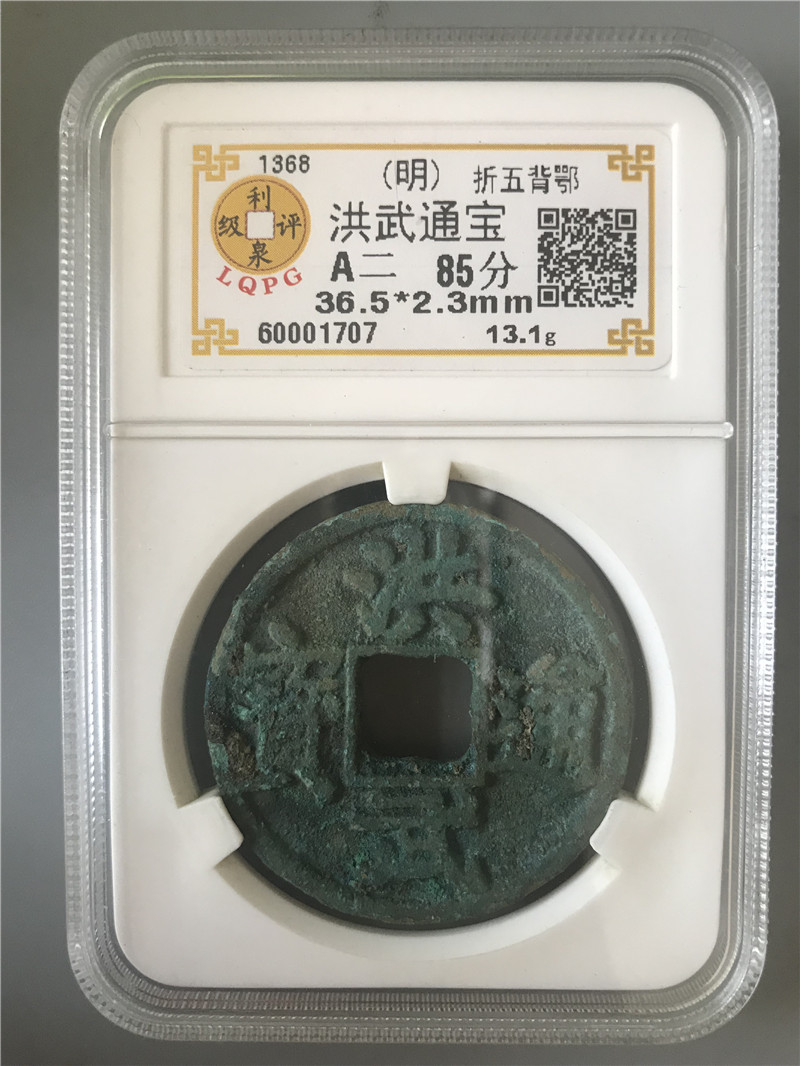 1368 （明） 折五背鄂
利泉评级
LQPG
洪武通宝
A二 85分
36.5*2.3mm
60001707 13.1g
洪武通寳